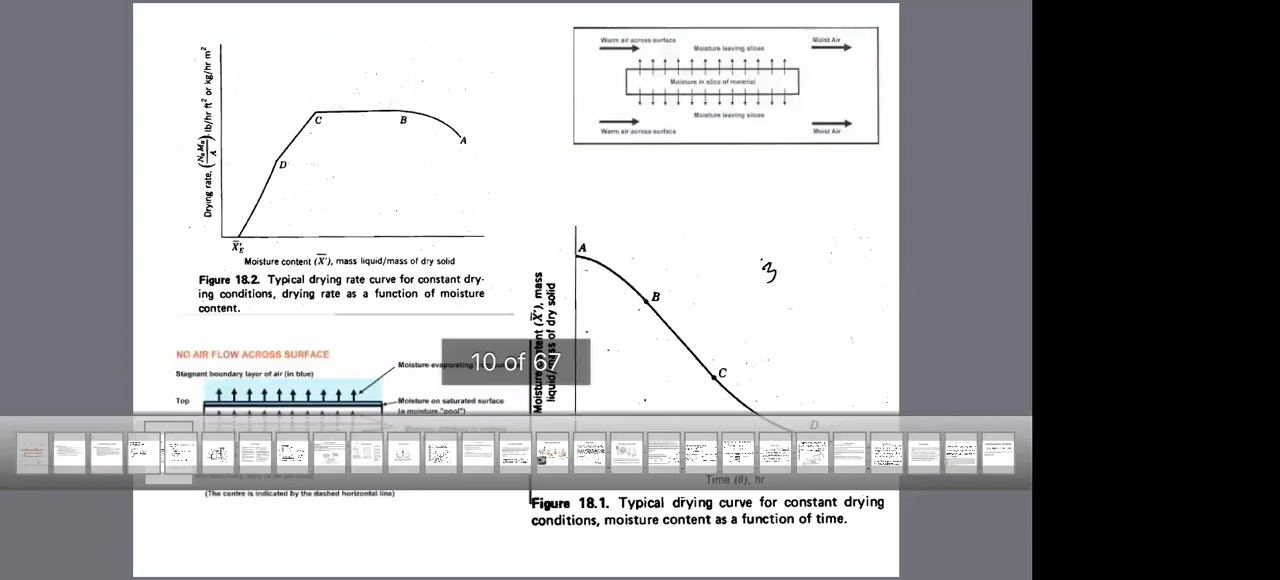 Drying rate, (N_a M_a / A) lb/hr ft² or kg/hr m²
C
B
A
D
X̄'_E
Moisture content (X̄'), mass liquid/mass of dry solid
Figure 18.2. Typical drying rate curve for constant dry-
ing conditions, drying rate as a function of moisture
content.
Warm air across surface
Moisture leaving slices
Moist Air
Moisture in slice of material
Moisture leaving slices
Warm air across surface
Moist Air
NO AIR FLOW ACROSS SURFACE
Stagnant boundary layer of air (in blue)
Moisture evaporating
Top
Moisture on saturated surface
(a moisture "pool")
(The centre is indicated by the dashed horizontal line)
10 of 67
Moisture content (X̄'), mass
liquid/mass of dry solid
A
B
C
D
3
Time (θ), hr
Figure 18.1. Typical drying curve for constant drying
conditions, moisture content as a function of time.